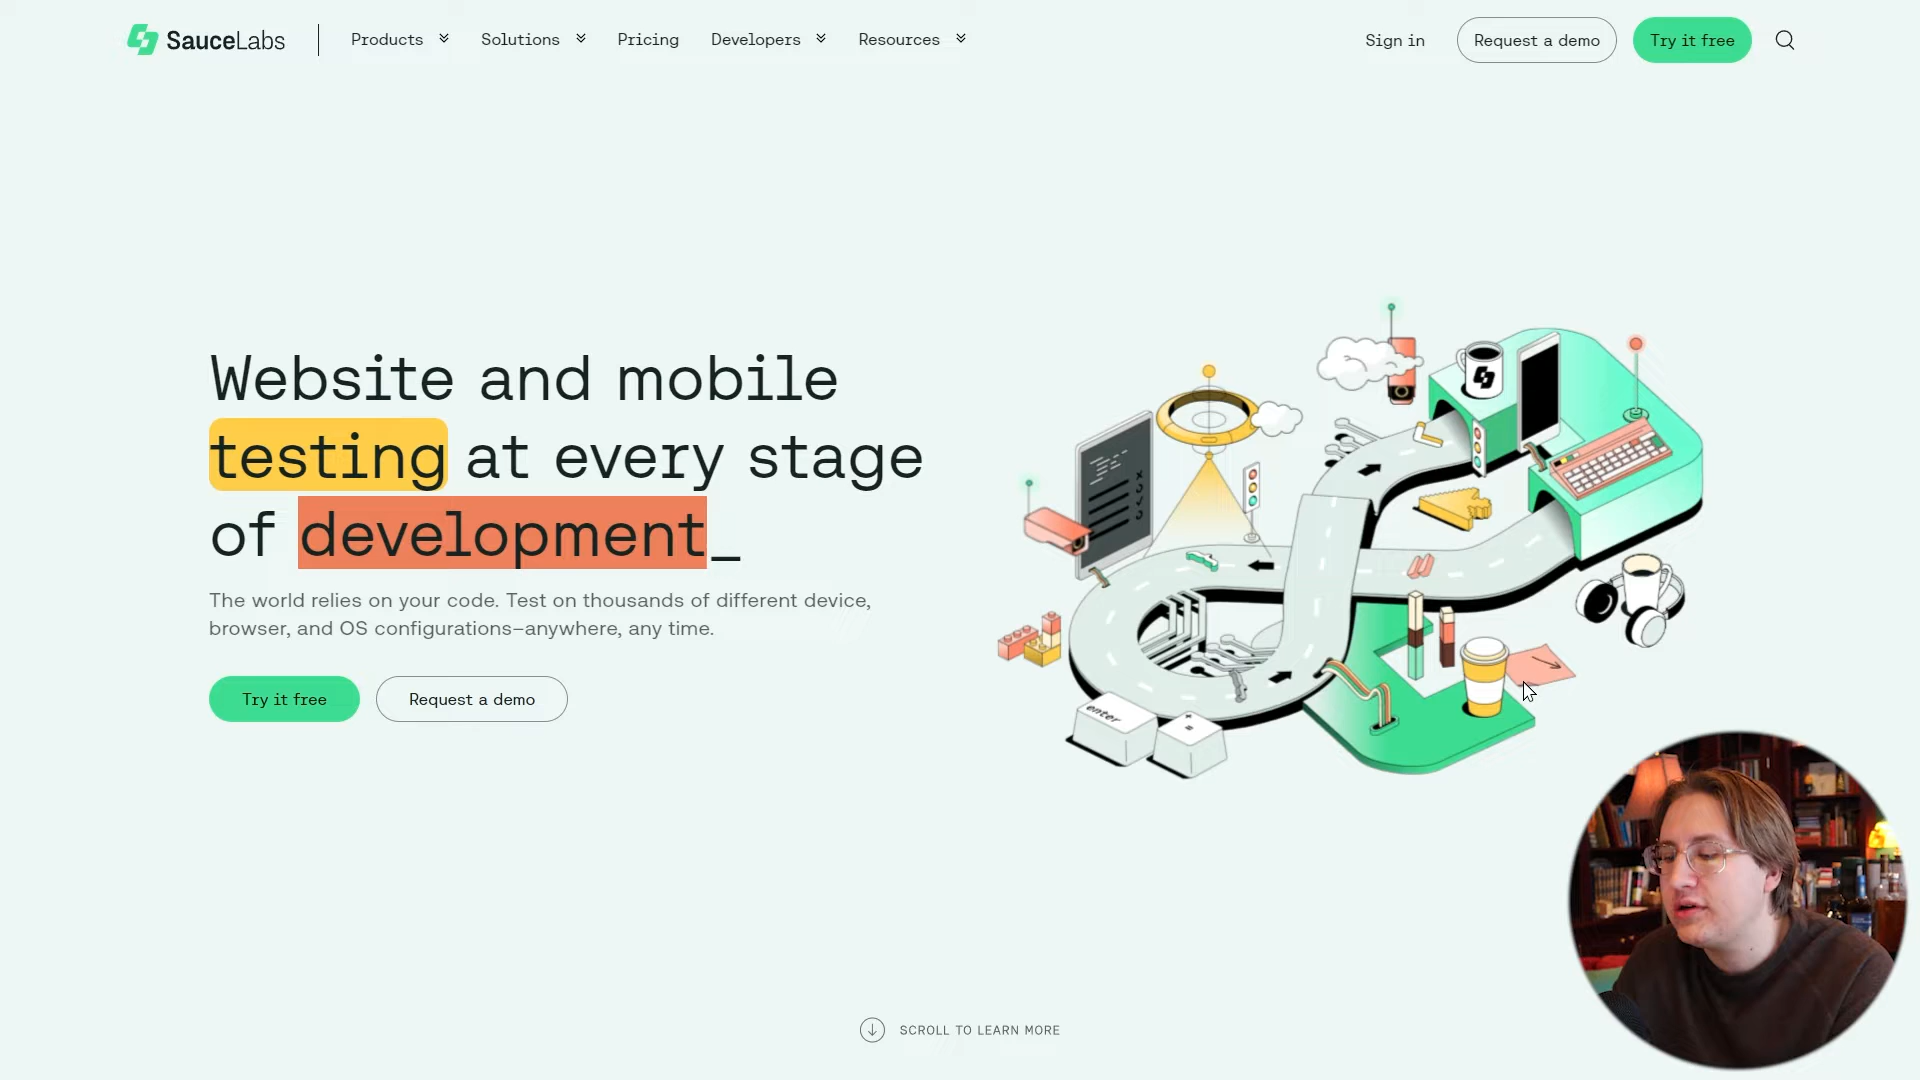 SauceLabs
Products
Solutions
Pricing
Developers
Resources
Sign in
Request a demo
Try it free
Website and mobile
testing at every stage
of development_
The world relies on your code. Test on thousands of different device,
browser, and OS configurations–anywhere, any time.
Try it free
Request a demo
enter
SCROLL TO LEARN MORE